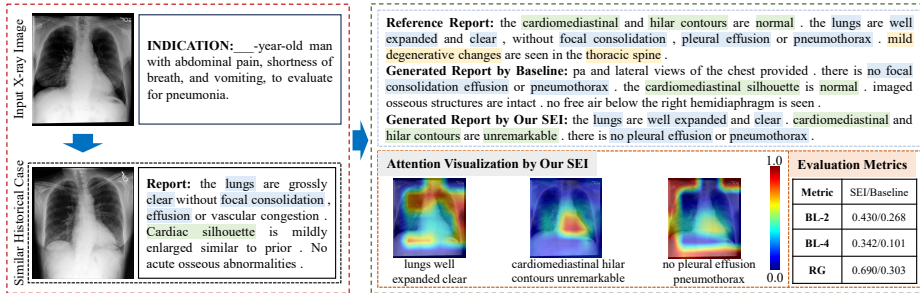 Input X-ray Image
INDICATION:___-year-old man
with abdominal pain, shortness of
breath, and vomiting, to evaluate
for pneumonia.
Similar Historical Case
Report: the lungs are grossly
clear without focal consolidation ,
effusion or vascular congestion .
Cardiac silhouette is mildly
enlarged similar to prior . No
acute osseous abnormalities .
Reference Report: the cardiomediastinal and hilar contours are normal . the lungs are well
expanded and clear , without focal consolidation , pleural effusion or pneumothorax . mild
degenerative changes are seen in the thoracic spine .
Generated Report by Baseline: pa and lateral views of the chest provided . there is no focal
consolidation effusion or pneumothorax . the cardiomediastinal silhouette is normal . imaged
osseous structures are intact . no free air below the right hemidiaphragm is seen .
Generated Report by Our SEI: the lungs are well expanded and clear . cardiomediastinal and
hilar contours are unremarkable . there is no pleural effusion or pneumothorax .
Attention Visualization by Our SEI
1.0
0.0
lungs well
expanded clear
cardiomediastinal hilar
contours unremarkable
no pleural effusion
pneumothorax
Evaluation Metrics
Metric SEI/Baseline
BL-2 0.430/0.268
BL-4 0.342/0.101
RG 0.690/0.303